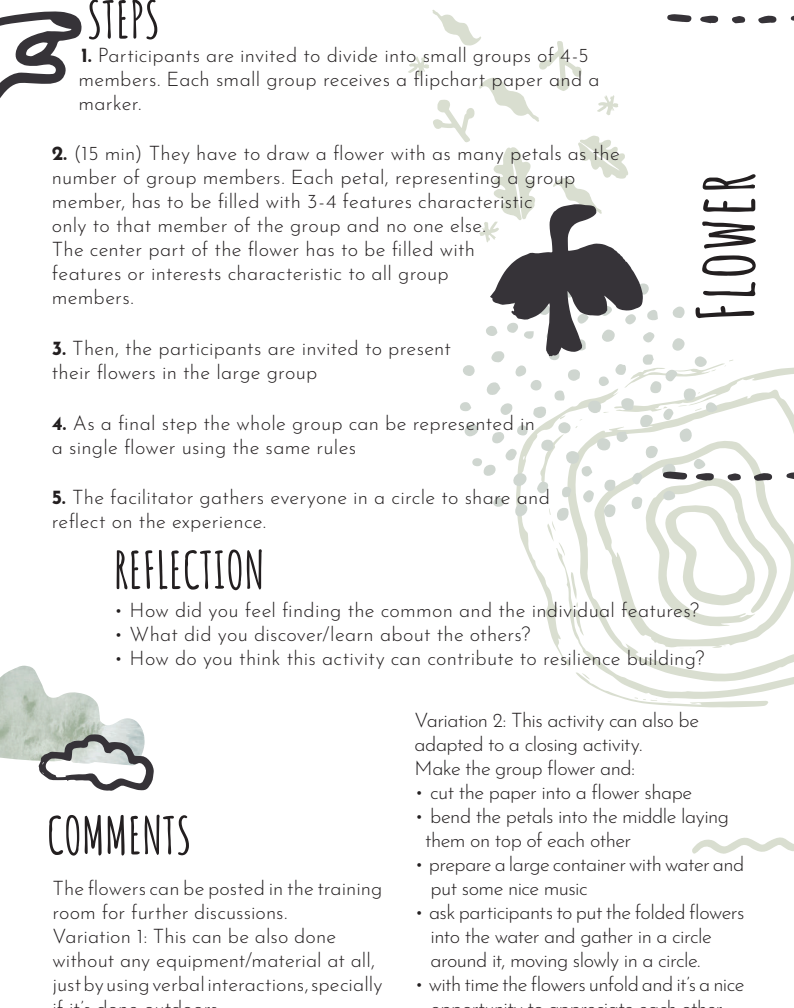 STEPS
1. Participants are invited to divide into small groups of 4-5
members. Each small group receives a flipchart paper and a
marker.
2. (15 min) They have to draw a flower with as many petals as the
number of group members. Each petal, representing a group
member, has to be filled with 3-4 features characteristic
only to that member of the group and no one else.
The center part of the flower has to be filled with
features or interests characteristic to all group
members.
3. Then, the participants are invited to present
their flowers in the large group
4. As a final step the whole group can be represented in
a single flower using the same rules
5. The facilitator gathers everyone in a circle to share and
reflect on the experience.
FLOWER
REFLECTION
• How did you feel finding the common and the individual features?
• What did you discover/learn about the others?
• How do you think this activity can contribute to resilience building?
COMMENTS
The flowers can be posted in the training
room for further discussions.
Variation 1: This can be also done
without any equipment/material at all,
just by using verbal interactions, specially
if it's done outdoors
Variation 2: This activity can also be
adapted to a closing activity.
Make the group flower and:
• cut the paper into a flower shape
• bend the petals into the middle laying
them on top of each other
• prepare a large container with water and
put some nice music
• ask participants to put the folded flowers
into the water and gather in a circle
around it, moving slowly in a circle.
• with time the flowers unfold and it's a nice
opportunity to appreciate each other